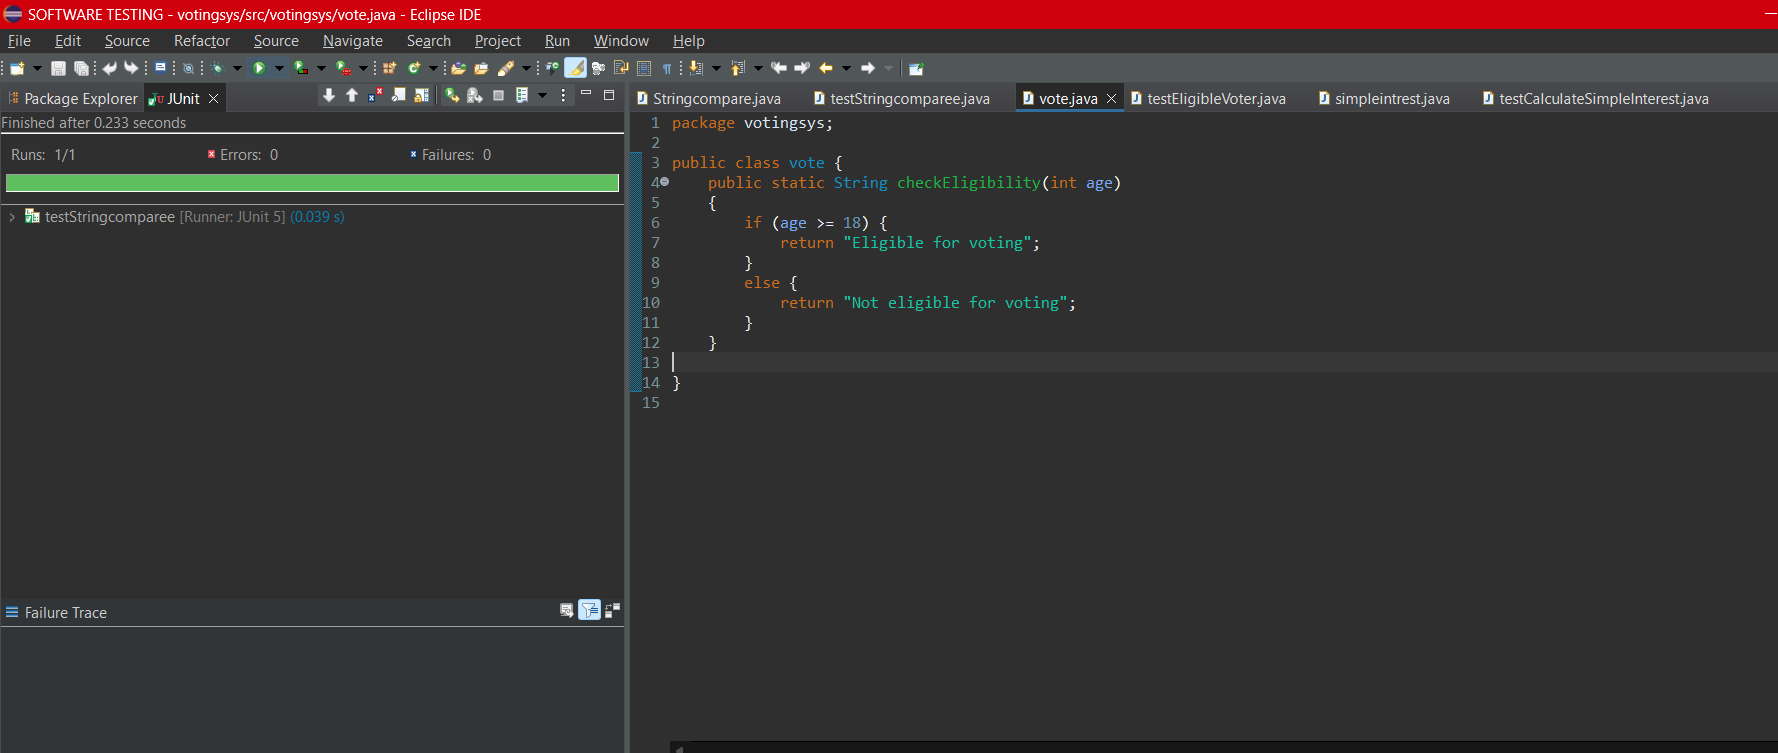 SOFTWARE TESTING - votingsys/src/votingsys/vote.java - Eclipse IDE
File Edit Source Refactor Source Navigate Search Project Run Window Help
Package Explorer JUnit
Stringcompare.java testStringcomparee.java vote.java testEligibleVoter.java simpleintrest.java testCalculateSimpleInterest.java
Finished after 0.233 seconds
Runs: 1/1 Errors: 0 Failures: 0
testStringcomparee [Runner: JUnit 5] (0.039 s)
Failure Trace
1 package votingsys;
2
3 public class vote {
4 public static String checkEligibility(int age)
5 {
6 if (age >= 18) {
7 return "Eligible for voting";
8 }
9 else {
10 return "Not eligible for voting";
11 }
12 }
13
14 }
15